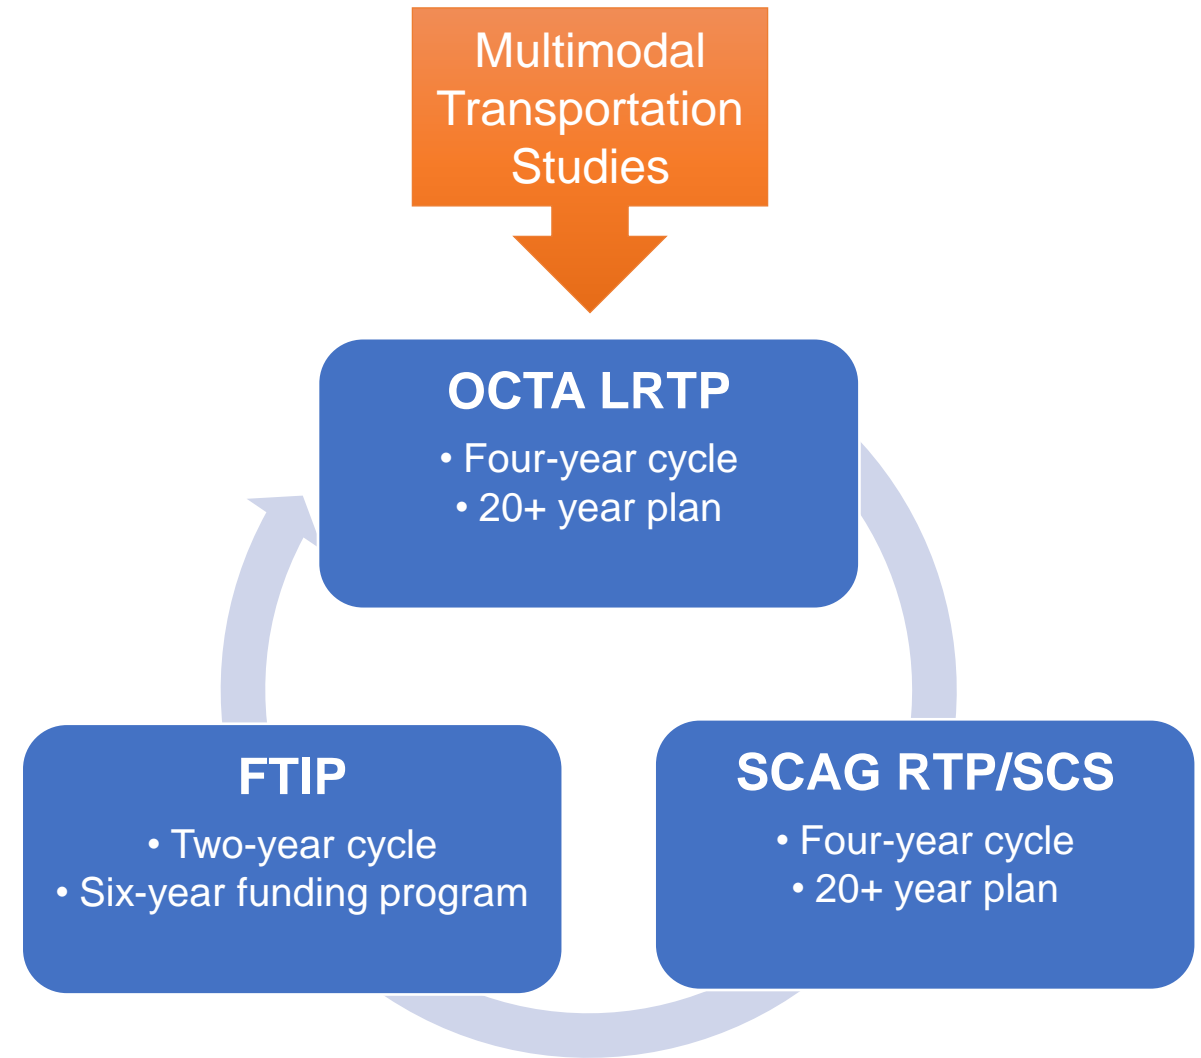 Multimodal
Transportation
Studies
OCTA LRTP
• Four-year cycle
• 20+ year plan
FTIP
• Two-year cycle
• Six-year funding program
SCAG RTP/SCS
• Four-year cycle
• 20+ year plan